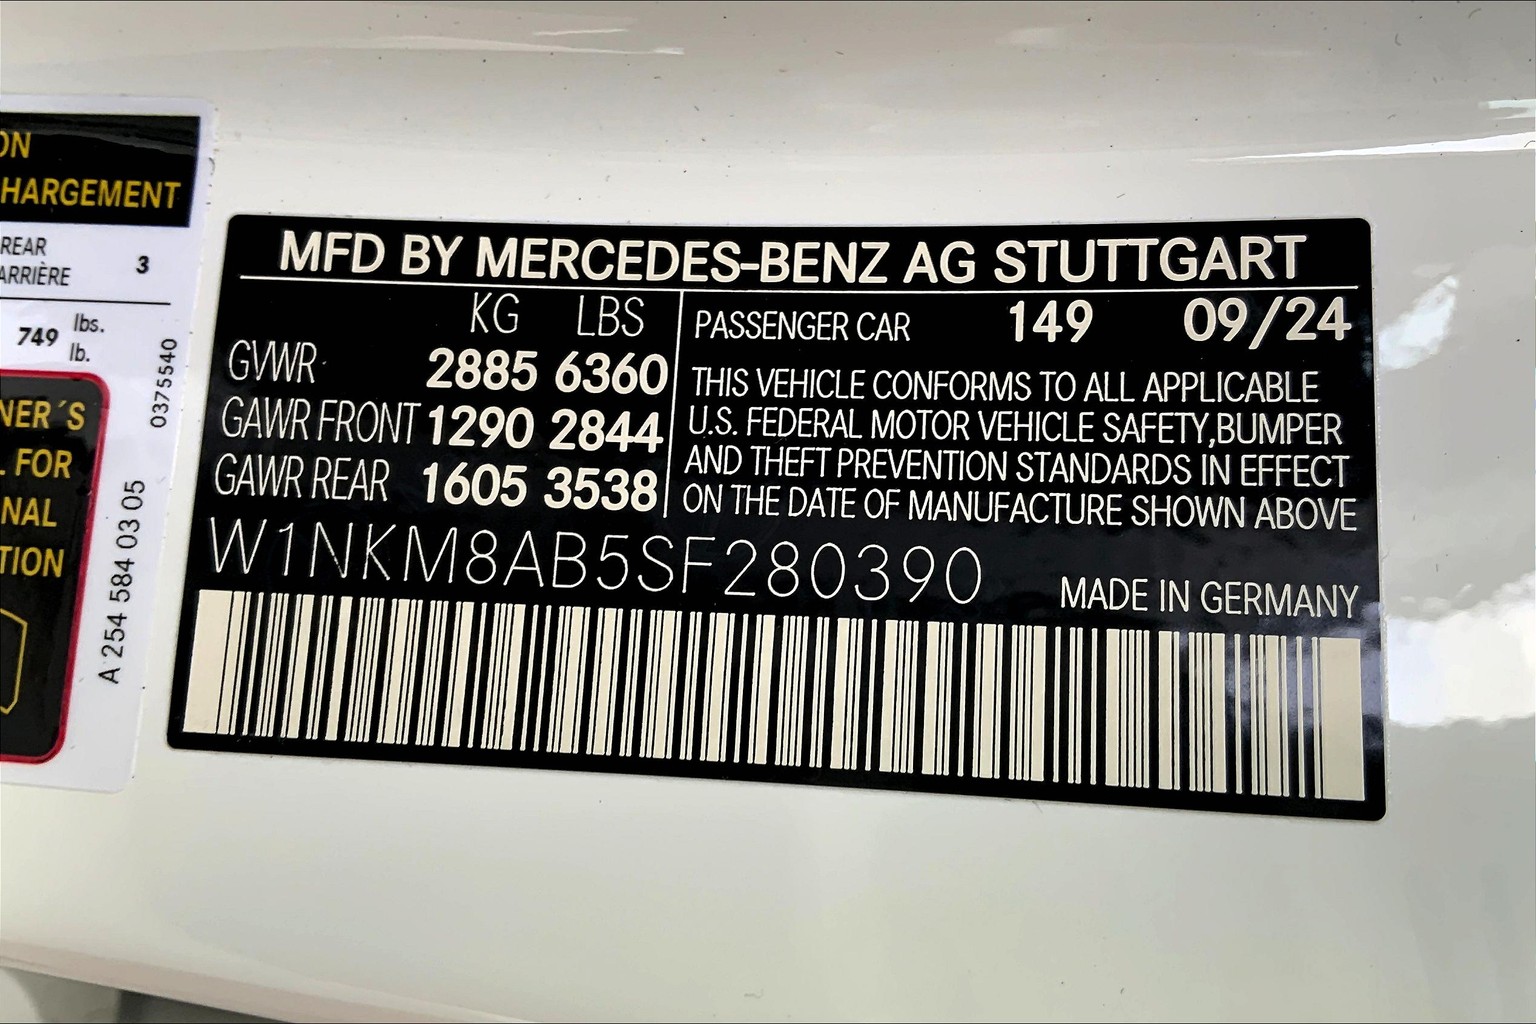 ON
HARGEMENT
REAR
ARRIÈRE
3
749 lbs.
lb.
0375540
NER´S
FOR
NAL
TION
A 254 584 03 05
MFD BY MERCEDES-BENZ AG STUTTGART
KG LBS
GVWR 2885 6360
GAWR FRONT 1290 2844
GAWR REAR 1605 3538
PASSENGER CAR 149 09/24
THIS VEHICLE CONFORMS TO ALL APPLICABLE
U.S. FEDERAL MOTOR VEHICLE SAFETY,BUMPER
AND THEFT PREVENTION STANDARDS IN EFFECT
ON THE DATE OF MANUFACTURE SHOWN ABOVE
W1NKM8AB5SF280390
MADE IN GERMANY